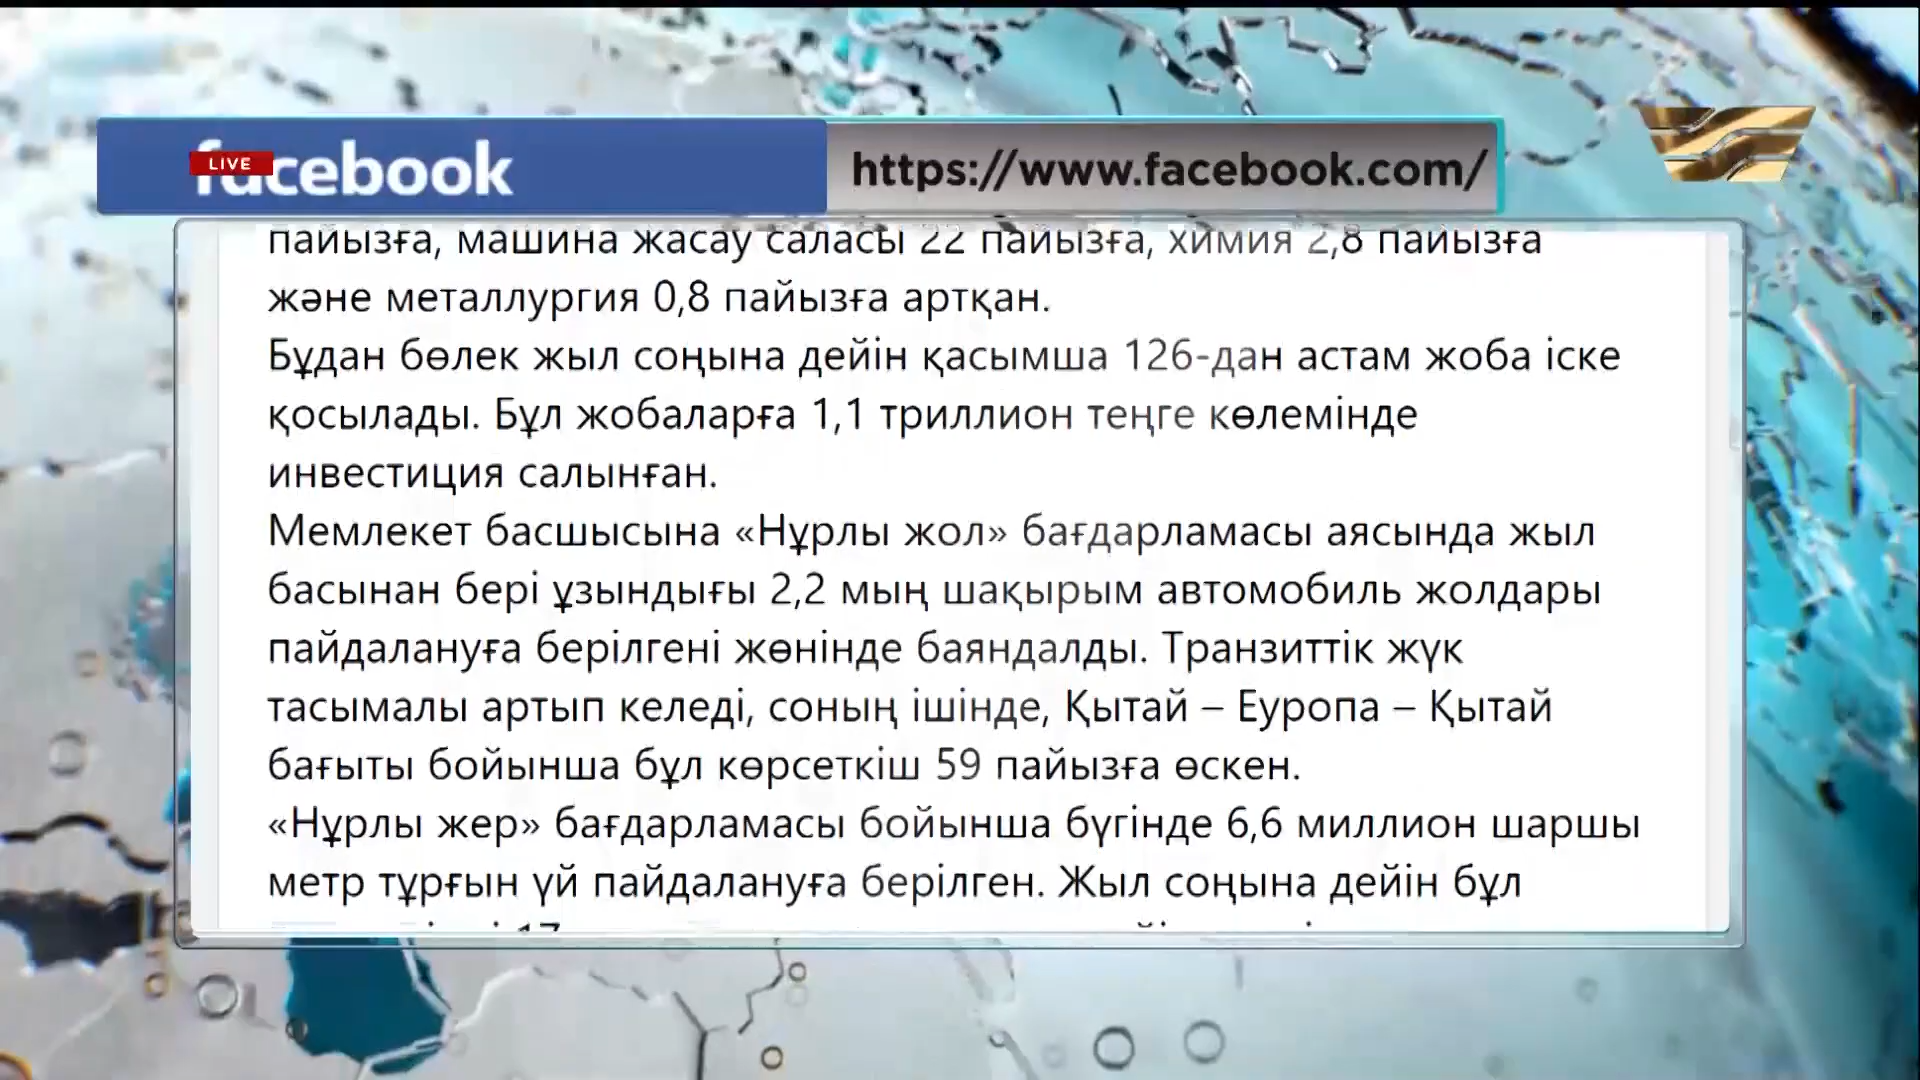 facebook
LIVE
https://www.facebook.com/
пайызға, машина жасау саласы 22 пайызға, химия 2,8 пайызға
және металлургия 0,8 пайызға артқан.
Бұдан бөлек жыл соңына дейін қасымша 126-дан астам жоба іске
қосылады. Бұл жобаларға 1,1 триллион теңге көлемінде
инвестиция салынған.
Мемлекет басшысына «Нұрлы жол» бағдарламасы аясында жыл
басынан бері ұзындығы 2,2 мың шақырым автомобиль жолдары
пайдалануға берілгені жөнінде баяндалды. Транзиттік жүк
тасымалы артып келеді, соның ішінде, Қытай – Еуропа – Қытай
бағыты бойынша бұл көрсеткіш 59 пайызға өскен.
«Нұрлы жер» бағдарламасы бойынша бүгінде 6,6 миллион шаршы
метр тұрғын үй пайдалануға берілген. Жыл соңына дейін бұл